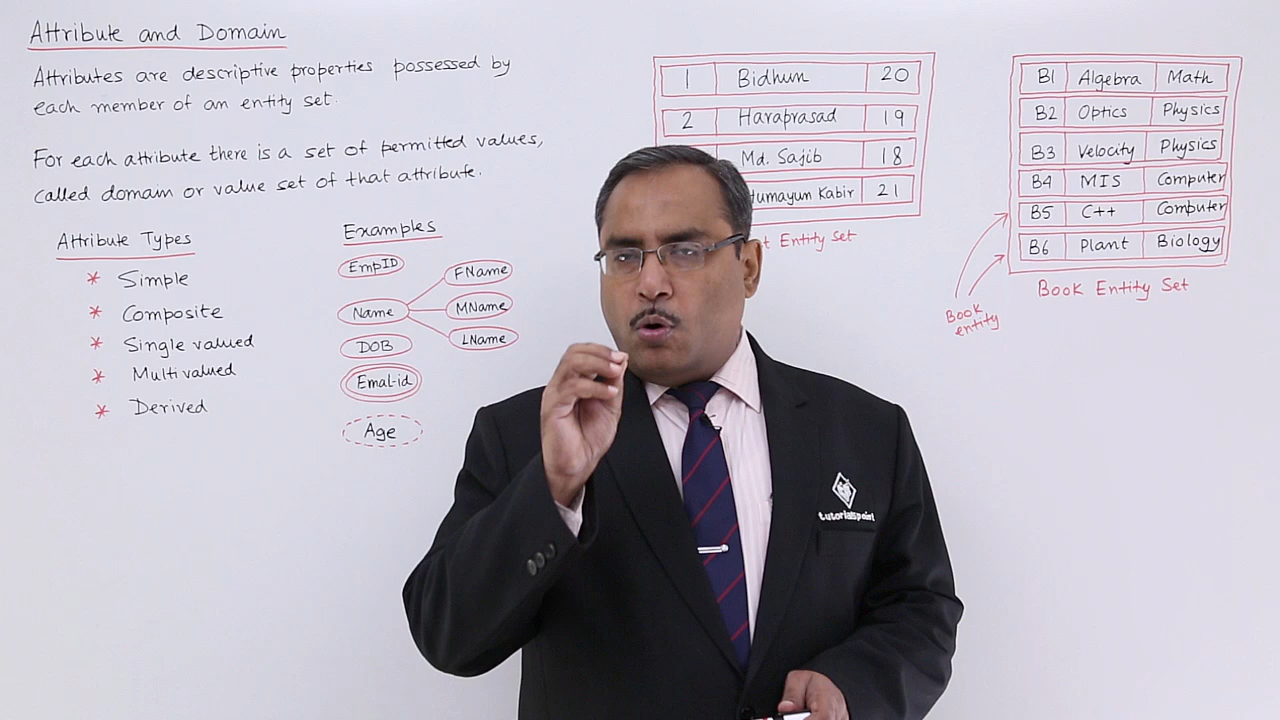 Attribute and Domain
Attributes are descriptive properties possessed by
each member of an entity set.
For each attribute there is a set of permitted values,
called domain or value set of that attribute.
Attribute Types
* Simple
* Composite
* Single valued
* Multivalued
* Derived
Examples
EmpID
Name
FName
MName
LName
DOB
Emal-id
Age
1 Bidhun 20
2 Haraprasad 19
Md. Sajib 18
Humayun Kabir 21
Entity Set
B1 Algebra Math
B2 Optics Physics
B3 Velocity Physics
B4 MIS Computer
B5 C++ Computer
B6 Plant Biology
Book Entity Set
Book
entity
tutorialspoint